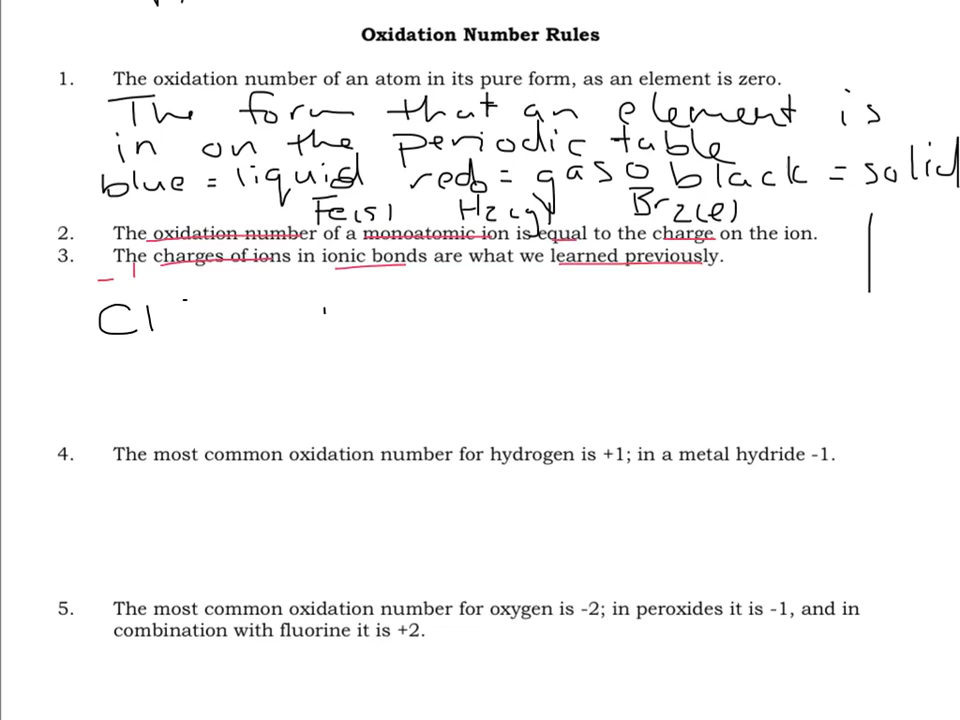 Oxidation Number Rules
1. The oxidation number of an atom in its pure form, as an element is zero.
The form that an element is
in on the periodic table
blue = liquid red = gas black = solid
Fe(s) H2(g) Br2(l)
2. The oxidation number of a monoatomic ion is equal to the charge on the ion.
3. The charges of ions in ionic bonds are what we learned previously.
-1
Cl -
4. The most common oxidation number for hydrogen is +1; in a metal hydride -1.
5. The most common oxidation number for oxygen is -2; in peroxides it is -1, and in
combination with fluorine it is +2.